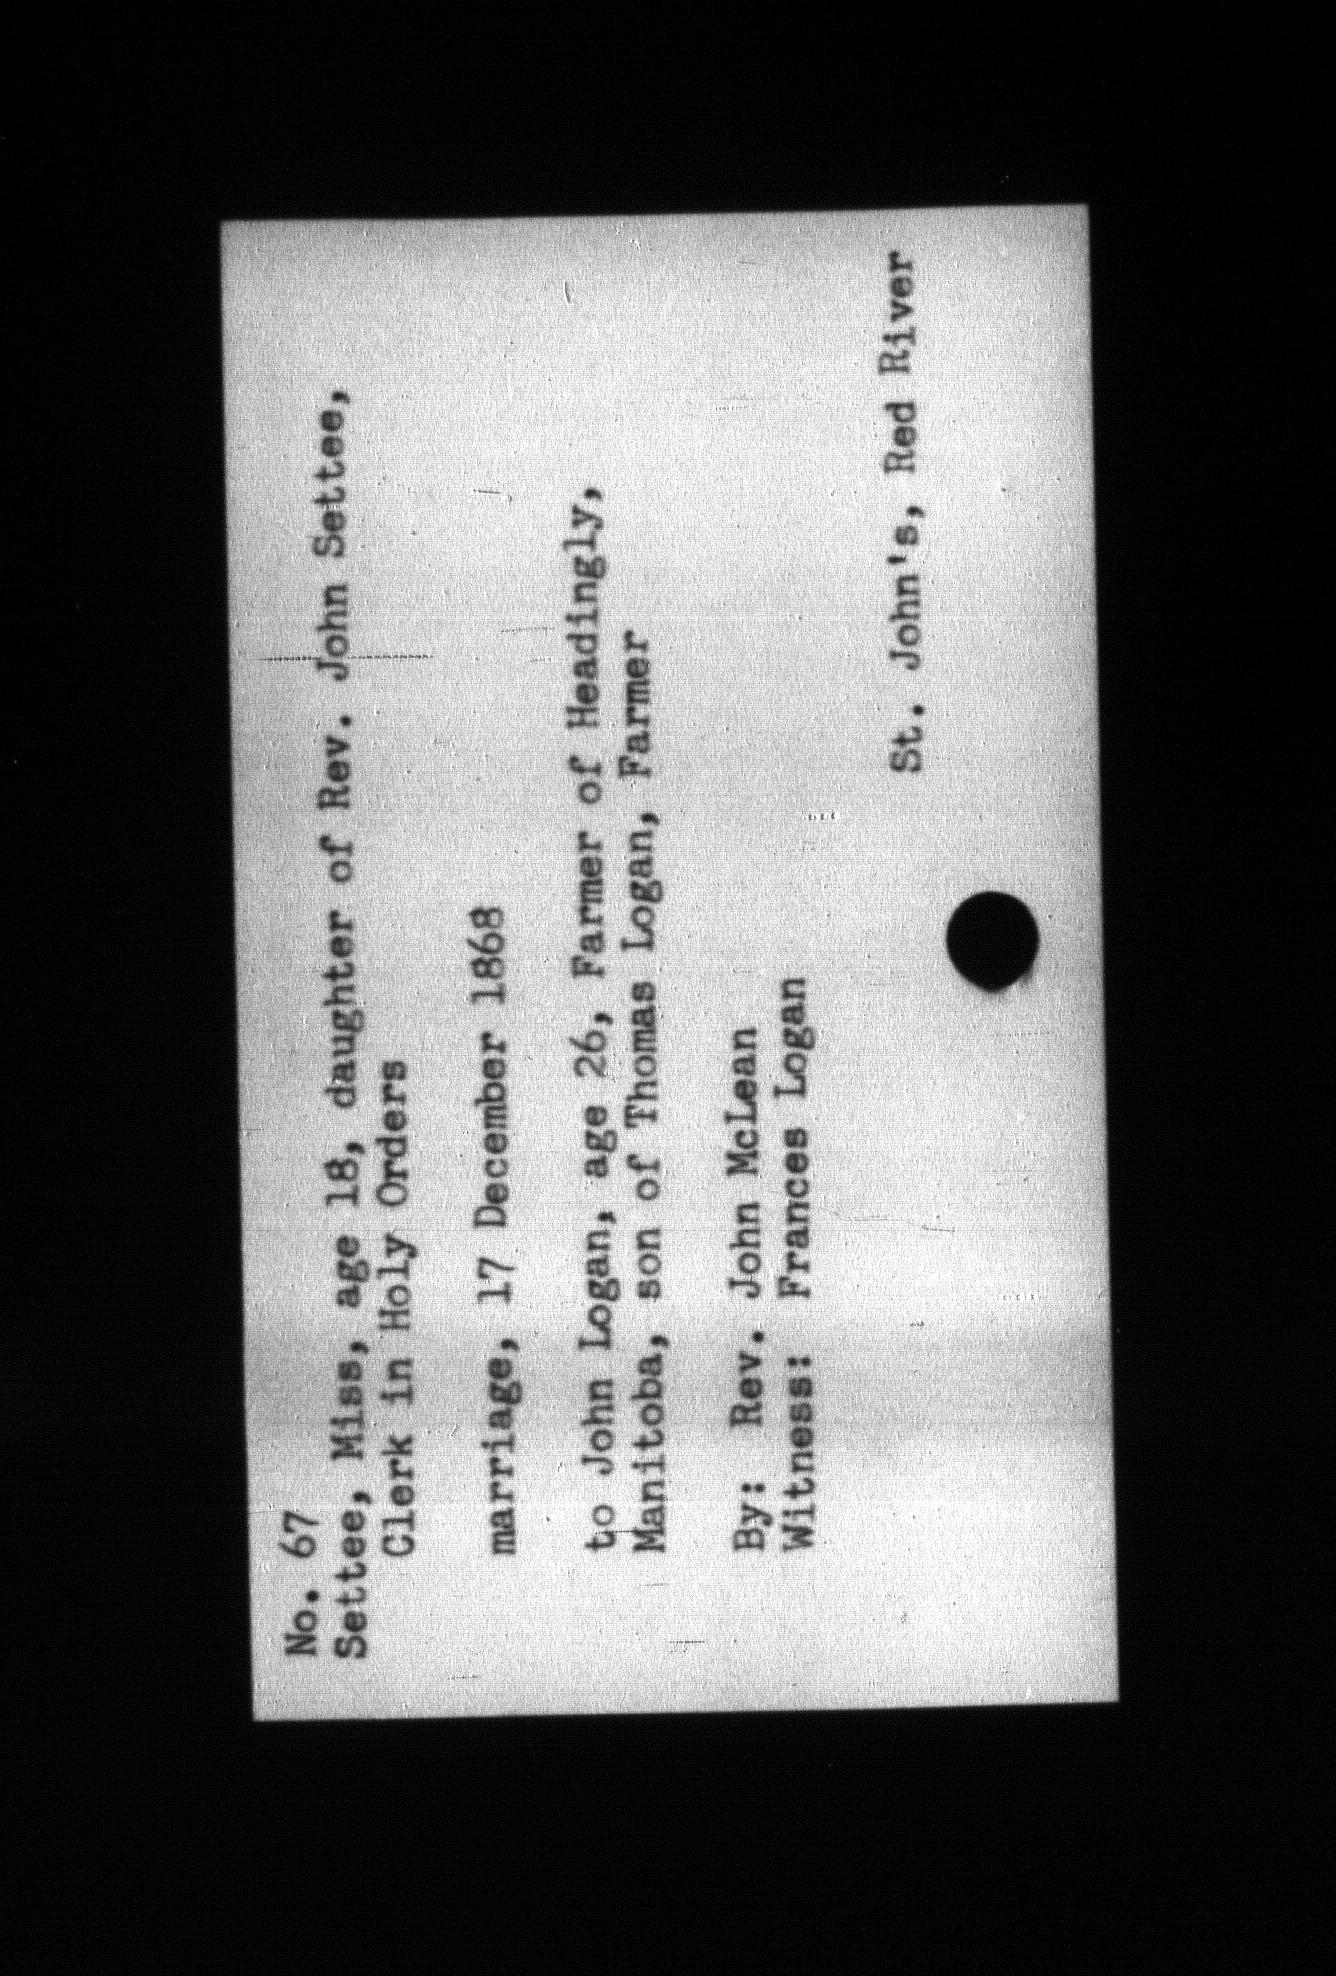 No. 67
Settee, Miss, age 18, daughter of Rev. John Settee,
Clerk in Holy Orders
marriage, 17 December 1868
to John Logan, age 26, Farmer of Headingly,
Manitoba, son of Thomas Logan, Farmer
By: Rev. John McLean
Witness: Frances Logan
St. John's, Red River